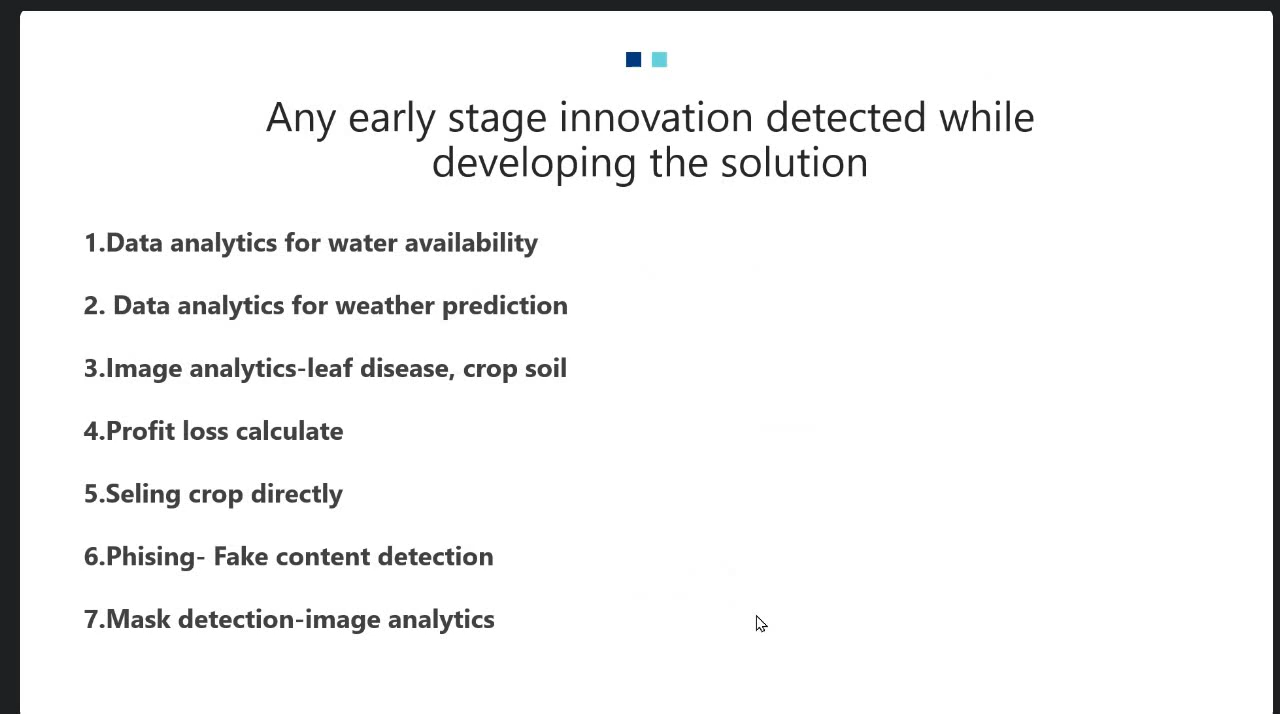 Any early stage innovation detected while
developing the solution
1.Data analytics for water availability
2. Data analytics for weather prediction
3.Image analytics-leaf disease, crop soil
4.Profit loss calculate
5.Seling crop directly
6.Phising- Fake content detection
7.Mask detection-image analytics